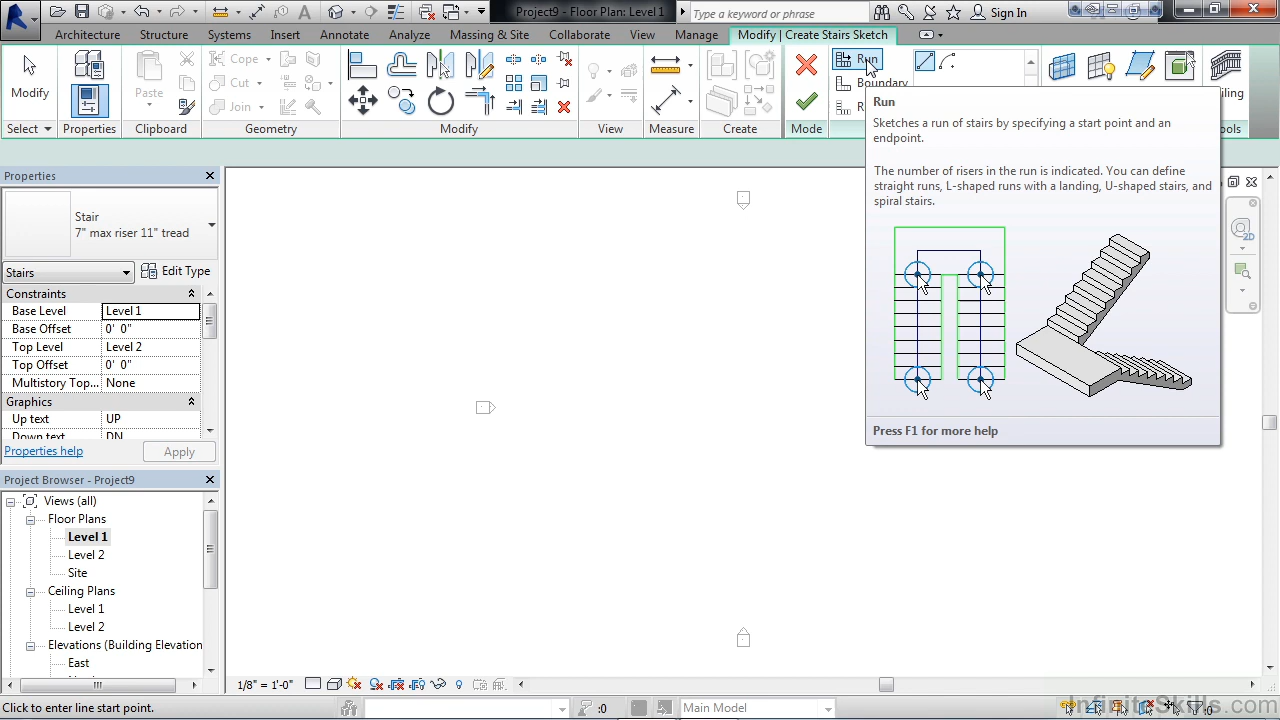 Project9 - Floor Plan: Level 1
Type a keyword or phrase
Sign In
Architecture
Structure
Systems
Insert
Annotate
Analyze
Massing & Site
Collaborate
View
Manage
Modify | Create Stairs Sketch
Modify
Paste
Cope
Cut
Join
Run
Boundary
R
iling
Select
Properties
Clipboard
Geometry
Modify
View
Measure
Create
Mode
ools
Run
Sketches a run of stairs by specifying a start point and an
endpoint.
The number of risers in the run is indicated. You can define
straight runs, L-shaped runs with a landing, U-shaped stairs, and
spiral stairs.
Press F1 for more help
2D
Properties
Stair
7" max riser 11" tread
Stairs
Edit Type
Constraints
Base Level Level 1
Base Offset 0' 0"
Top Level Level 2
Top Offset 0' 0"
Multistory Top... None
Graphics
Up text UP
Down text DN
Properties help
Apply
Project Browser - Project9
Views (all)
Floor Plans
Level 1
Level 2
Site
Ceiling Plans
Level 1
Level 2
Elevations (Building Elevation
East
1/8" = 1'-0"
Click to enter line start point.
:0
Main Model
:0
InfiniteSkills.com